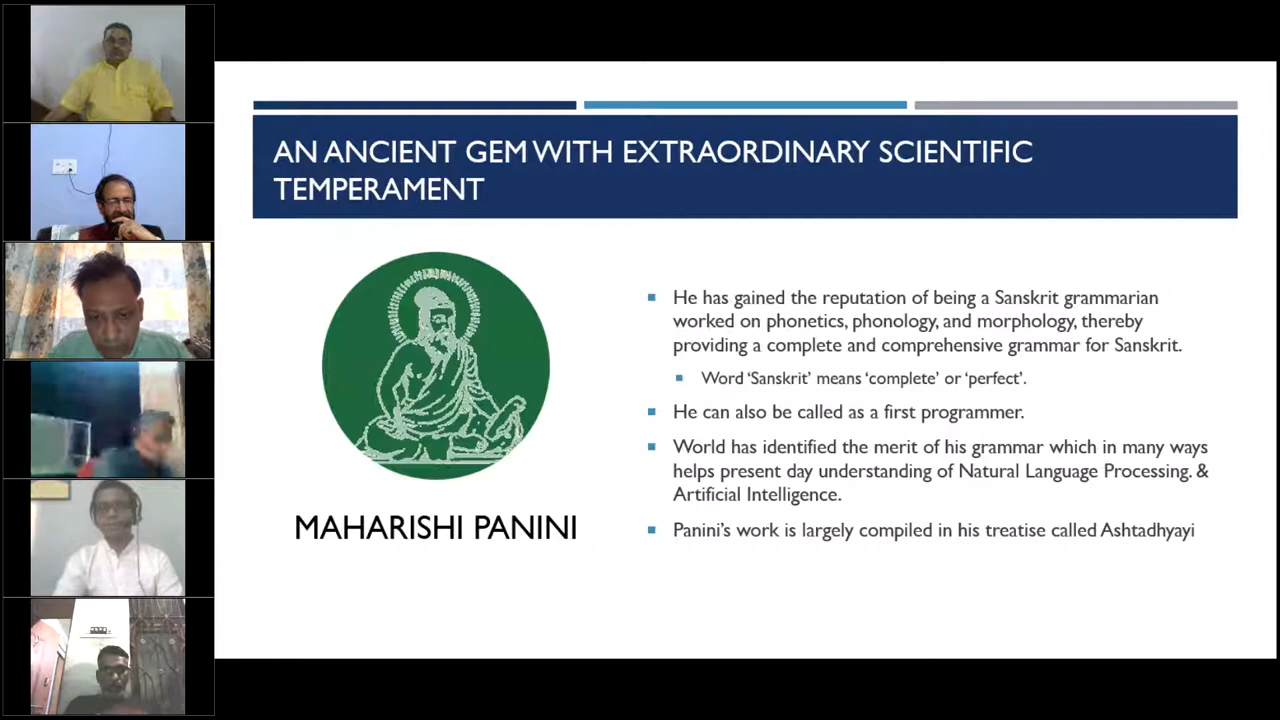 AN ANCIENT GEM WITH EXTRAORDINARY SCIENTIFIC
TEMPERAMENT
He has gained the reputation of being a Sanskrit grammarian
worked on phonetics, phonology, and morphology, thereby
providing a complete and comprehensive grammar for Sanskrit.
Word ‘Sanskrit’ means ‘complete’ or ‘perfect’.
He can also be called as a first programmer.
World has identified the merit of his grammar which in many ways
helps present day understanding of Natural Language Processing. &
Artificial Intelligence.
Panini’s work is largely compiled in his treatise called Ashtadhyayi
MAHARISHI PANINI